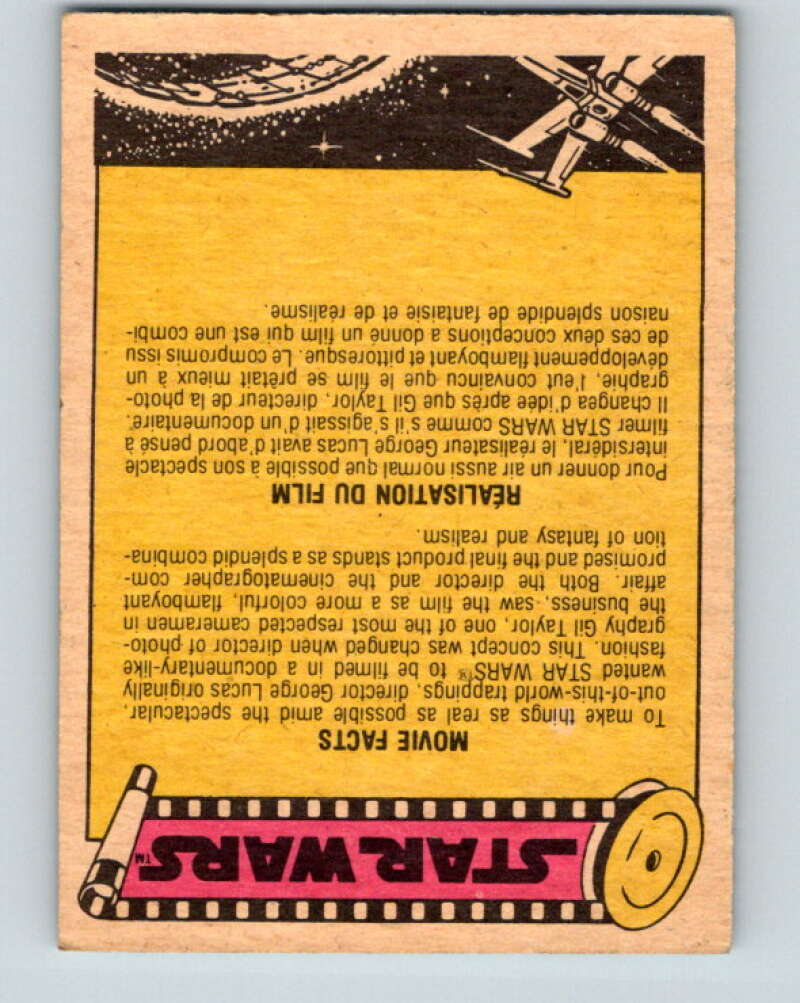 STAR WARS™
MOVIE FACTS
To make things as real as possible amid the spectacular,
out-of-this-world trappings, director George Lucas originally
wanted STAR WARS® to be filmed in a documentary-like
fashion. This concept was changed when director of photo-
graphy Gil Taylor, one of the most respected cameramen in
the business, saw the film as a more colorful, flamboyant
affair. Both the director and the cinematographer com-
promised and the final product stands as a splendid combina-
tion of fantasy and realism.
RÉALISATION DU FILM
Pour donner un air aussi normal que possible à son spectacle
intersidéral, le réalisateur George Lucas avait d'abord pensé à
filmer STAR WARS comme s'il s'agissait d'un documentaire.
Il changea d'idée après que Gil Taylor, directeur de la photo-
graphie, l'eut convaincu que le film se prêtait mieux à un
développement flamboyant et pittoresque. Le compromis issu
de ces deux conceptions a donné un film qui est une combi-
naison splendide de fantaisie et de réalisme.